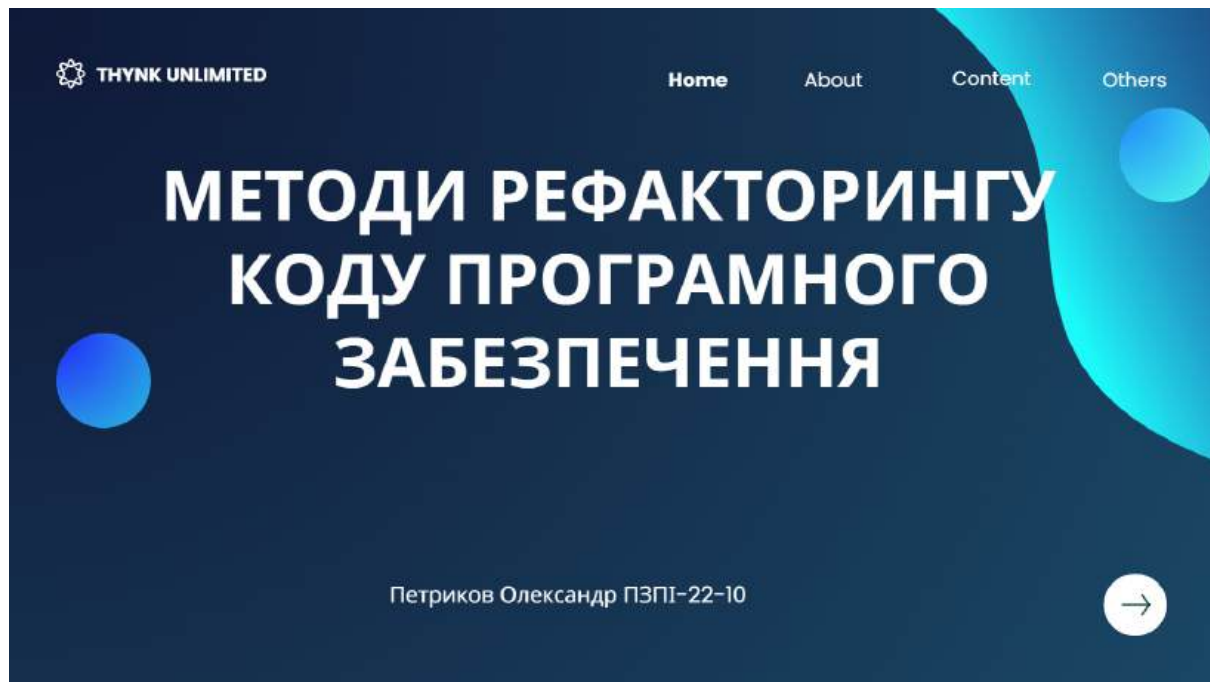 THYNK UNLIMITED
Home About Content Others
МЕТОДИ РЕФАКТОРИНГУ
КОДУ ПРОГРАМНОГО
ЗАБЕЗПЕЧЕННЯ
Петриков Олександр ПЗПІ-22-10